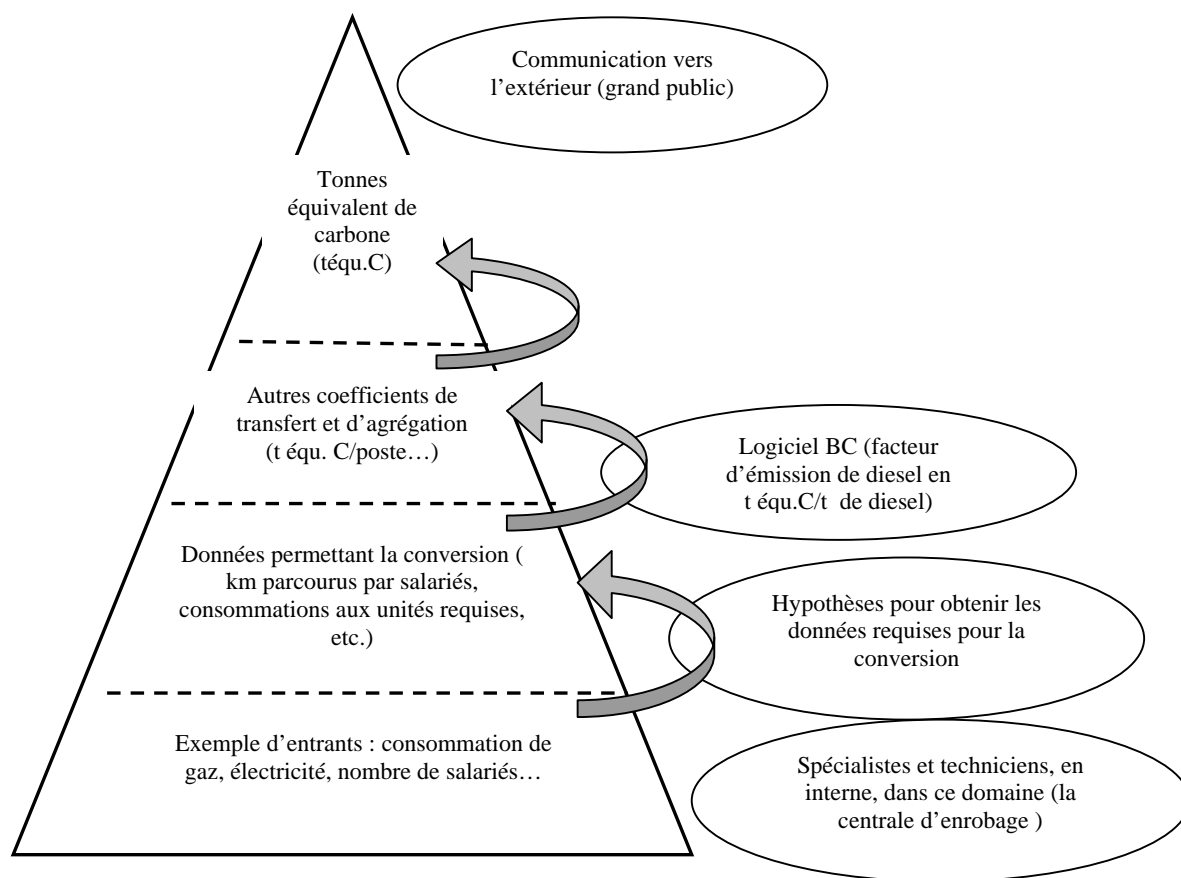 Communication vers
l'extérieur (grand public)
Tonnes
équivalent de
carbone
(téqu.C)
Autres coefficients de
transfert et d'agrégation
(t équ. C/poste…)
Logiciel BC (facteur
d'émission de diesel en
t équ.C/t  de diesel)
Données permettant la conversion (
km parcourus par salariés,
consommations aux unités requises,
etc.)
Hypothèses pour obtenir les
données requises pour la
conversion
Exemple d'entrants : consommation de
gaz, électricité, nombre de salariés…
Spécialistes et techniciens, en
interne, dans ce domaine (la
centrale d'enrobage )